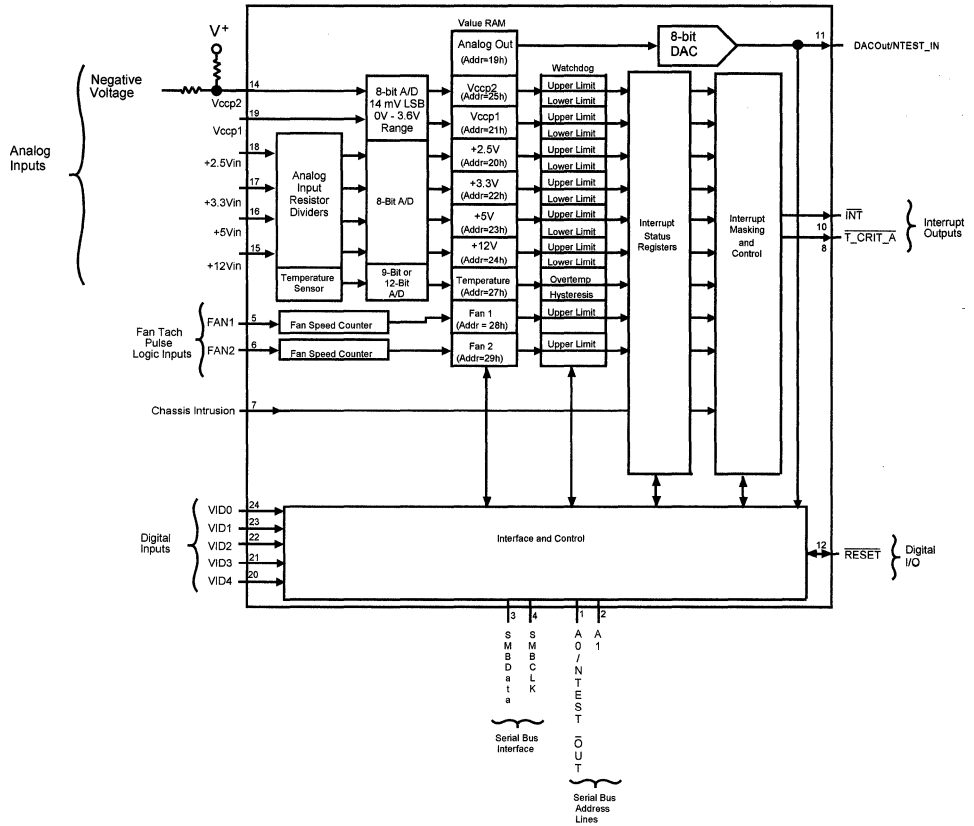 V+
Negative
Voltage
Analog
Inputs
14
Vccp2
19
Vccp1
18
+2.5Vin
17
+3.3Vin
16
+5Vin
15
+12Vin
Analog
Input
Resistor
Dividers
Temperature
Sensor
8-bit A/D
14 mV LSB
0V - 3.6V
Range
8-Bit A/D
9-Bit or
12-Bit
A/D
Value RAM
Analog Out
(Addr=19h)
Vccp2
(Addr=25h)
Vccp1
(Addr=21h)
+2.5V
(Addr=20h)
+3.3V
(Addr=22h)
+5V
(Addr=23h)
+12V
(Addr=24h)
Temperature
(Addr=27h)
Fan 1
(Addr = 28h)
Fan 2
(Addr=29h)
Watchdog
Upper Limit
Lower Limit
Upper Limit
Lower Limit
Upper Limit
Lower Limit
Upper Limit
Lower Limit
Upper Limit
Lower Limit
Upper Limit
Lower Limit
Overtemp
Hysteresis
Upper Limit
Upper Limit
8-bit
DAC
11
DACOut/NTEST_IN
Interrupt
Status
Registers
Interrupt
Masking
and
Control
INT
10
T_CRIT_A
8
Interrupt
Outputs
Fan Tach
Pulse
Logic Inputs
FAN1
5
Fan Speed Counter
FAN2
6
Fan Speed Counter
Chassis Intrusion
7
Digital
Inputs
VID0
24
VID1
23
VID2
22
VID3
21
VID4
20
Interface and Control
12
RESET
Digital
I/O
3
4
1
2
SMBData
SMBCLK
A0/NTEST OUT
A1
Serial Bus
Interface
Serial Bus
Address
Lines